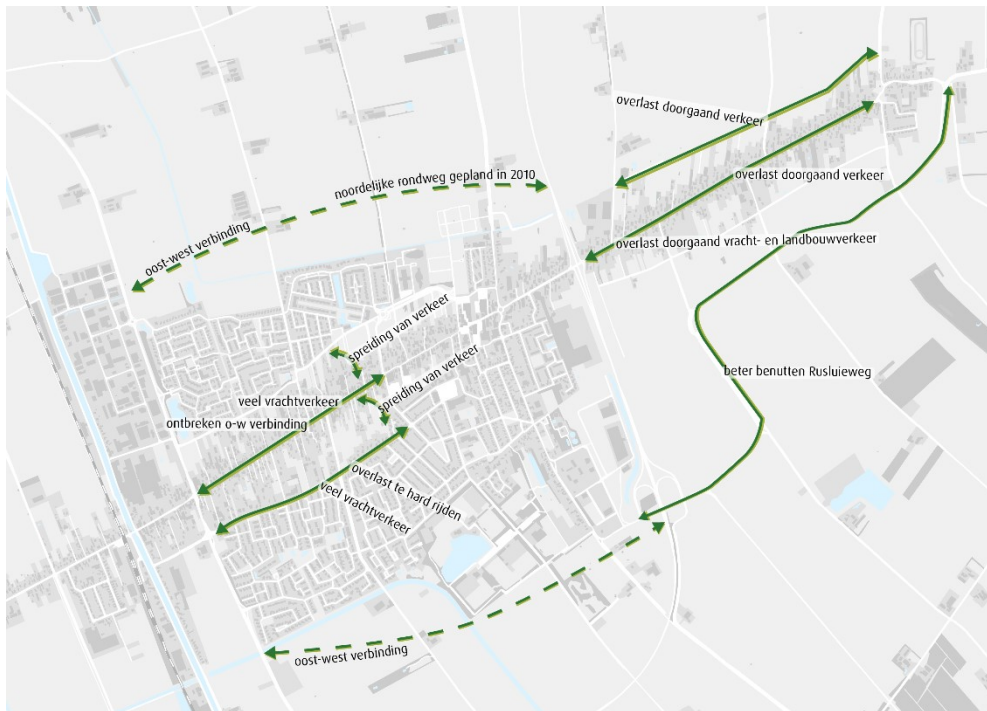 overlast doorgaand verkeer
overlast doorgaand verkeer
noordelijke rondweg gepland in 2010
oost-west verbinding
overlast doorgaand vracht- en landbouwverkeer
spreiding van verkeer
spreiding van verkeer
beter benutten Rusluieweg
veel vrachtverkeer
ontbreken o-w verbinding
overlast te hard rijden
veel vrachtverkeer
oost-west verbinding